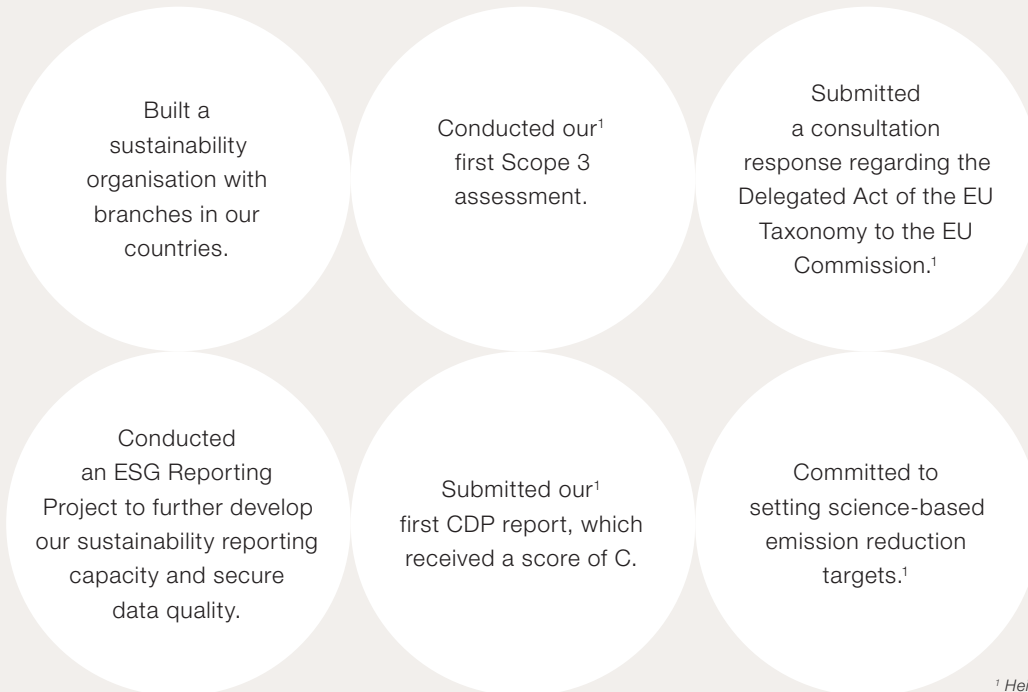 Built a
sustainability
organisation with
branches in our
countries.
Conducted our¹
first Scope 3
assessment.
Submitted
a consultation
response regarding the
Delegated Act of the EU
Taxonomy to the EU
Commission.¹
Conducted
an ESG Reporting
Project to further develop
our sustainability reporting
capacity and secure
data quality.
Submitted our¹
first CDP report, which
received a score of C.
Committed to
setting science-based
emission reduction
targets.¹
¹